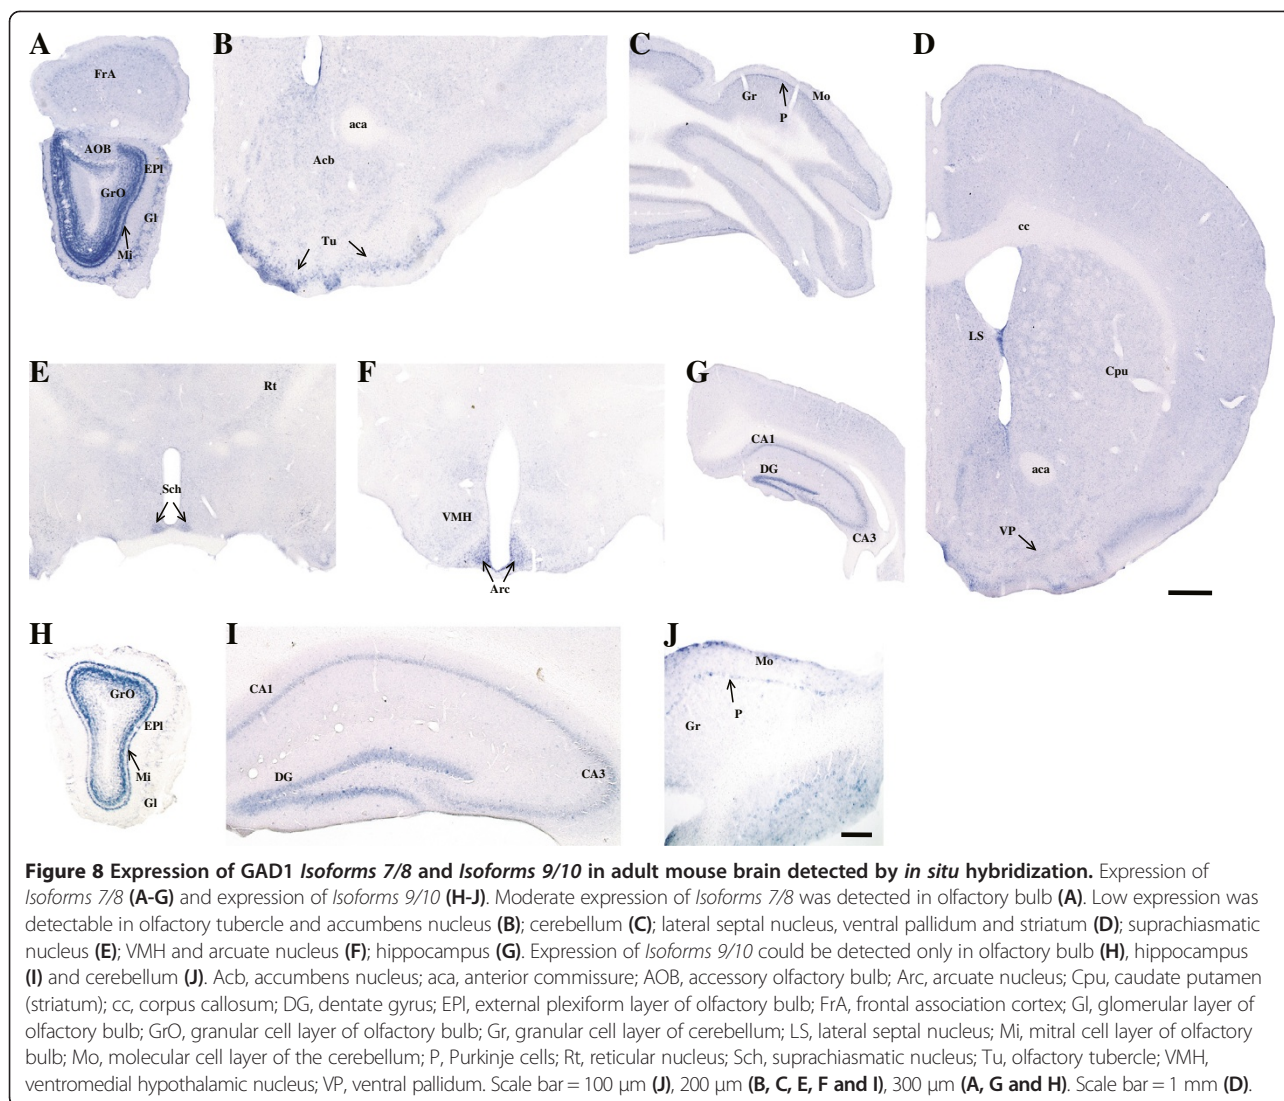 A
B
C
D
FrA
AOB
EPl
GrO
Gl
Mi
aca
Acb
Tu
Gr
P
Mo
cc
LS
Cpu
aca
VP
E
F
G
Rt
Sch
VMH
Arc
CA1
DG
CA3
H
I
J
GrO
EPl
Mi
Gl
CA1
DG
CA3
Mo
P
Gr
Figure 8 Expression of GAD1 Isoforms 7/8 and Isoforms 9/10 in adult mouse brain detected by in situ hybridization. Expression of
Isoforms 7/8 (A-G) and expression of Isoforms 9/10 (H-J). Moderate expression of Isoforms 7/8 was detected in olfactory bulb (A). Low expression was
detectable in olfactory tubercle and accumbens nucleus (B); cerebellum (C); lateral septal nucleus, ventral pallidum and striatum (D); suprachiasmatic
nucleus (E); VMH and arcuate nucleus (F); hippocampus (G). Expression of Isoforms 9/10 could be detected only in olfactory bulb (H), hippocampus
(I) and cerebellum (J). Acb, accumbens nucleus; aca, anterior commissure; AOB, accessory olfactory bulb; Arc, arcuate nucleus; Cpu, caudate putamen
(striatum); cc, corpus callosum; DG, dentate gyrus; EPl, external plexiform layer of olfactory bulb; FrA, frontal association cortex; Gl, glomerular layer of
olfactory bulb; GrO, granular cell layer of olfactory bulb; Gr, granular cell layer of cerebellum; LS, lateral septal nucleus; Mi, mitral cell layer of olfactory
bulb; Mo, molecular cell layer of the cerebellum; P, Purkinje cells; Rt, reticular nucleus; Sch, suprachiasmatic nucleus; Tu, olfactory tubercle; VMH,
ventromedial hypothalamic nucleus; VP, ventral pallidum. Scale bar = 100 μm (J), 200 μm (B, C, E, F and I), 300 μm (A, G and H). Scale bar = 1 mm (D).